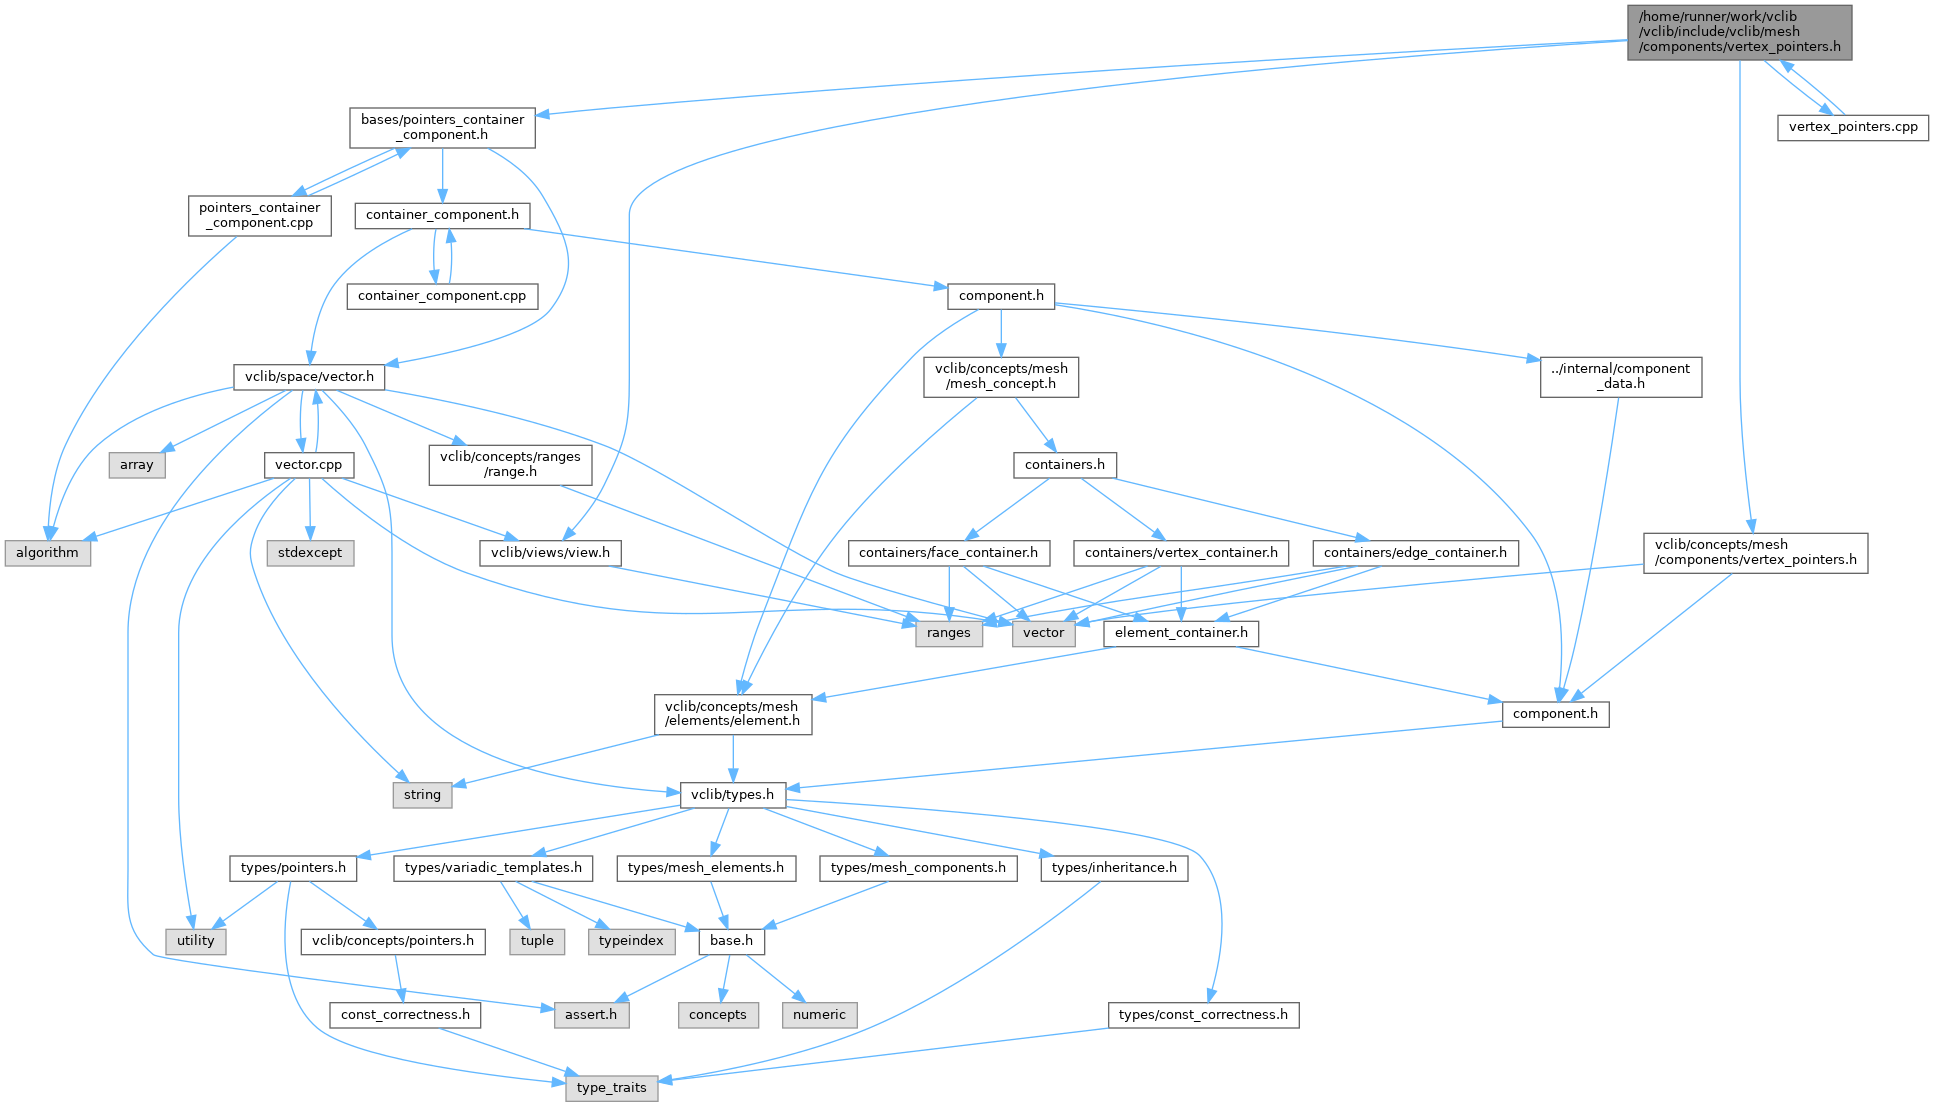 /home/runner/work/vclib
/vclib/include/vclib/mesh
/components/vertex_pointers.h
bases/pointers_container
_component.h
vertex_pointers.cpp
pointers_container
_component.cpp
container_component.h
container_component.cpp
component.h
vclib/space/vector.h
vclib/concepts/mesh
/mesh_concept.h
../internal/component
_data.h
array
vector.cpp
vclib/concepts/ranges
/range.h
containers.h
algorithm
stdexcept
vclib/views/view.h
containers/face_container.h
containers/vertex_container.h
containers/edge_container.h
vclib/concepts/mesh
/components/vertex_pointers.h
ranges
vector
element_container.h
vclib/concepts/mesh
/elements/element.h
component.h
string
vclib/types.h
types/pointers.h
types/variadic_templates.h
types/mesh_elements.h
types/mesh_components.h
types/inheritance.h
utility
vclib/concepts/pointers.h
tuple
typeindex
base.h
const_correctness.h
assert.h
concepts
numeric
types/const_correctness.h
type_traits